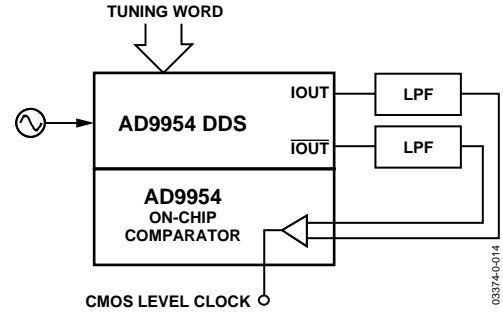 TUNING WORD
AD9954 DDS
IOUT
LPF
IOUT
LPF
AD9954
ON-CHIP
COMPARATOR
CMOS LEVEL CLOCK
03374-0-014